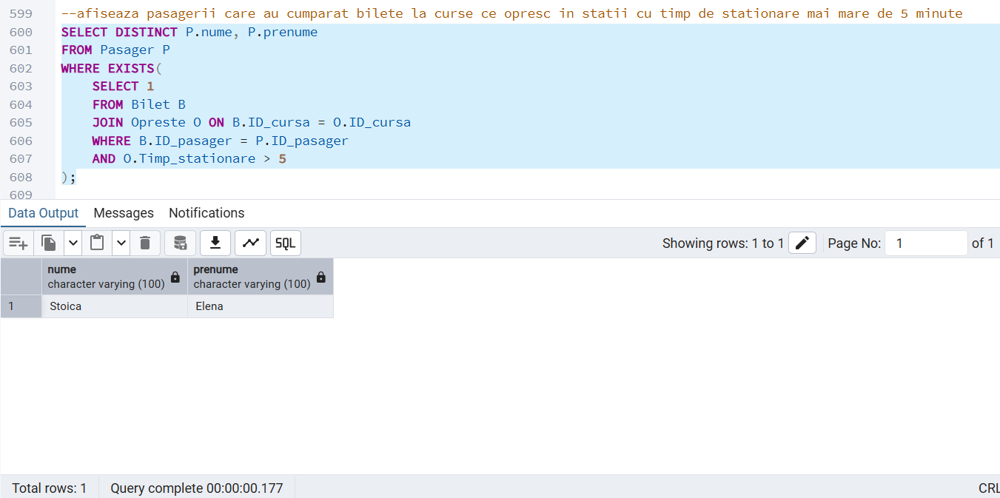 599 --afiseaza pasagerii care au cumparat bilete la curse ce opresc in statii cu timp de stationare mai mare de 5 minute
600 SELECT DISTINCT P.nume, P.prenume
601 FROM Pasager P
602 WHERE EXISTS(
603 SELECT 1
604 FROM Bilet B
605 JOIN Opreste O ON B.ID_cursa = O.ID_cursa
606 WHERE B.ID_pasager = P.ID_pasager
607 AND O.Timp_stationare > 5
608 );
609
Data Output Messages Notifications
SQL Showing rows: 1 to 1 Page No: 1 of 1
nume prenume
character varying (100) character varying (100)
1 Stoica Elena
Total rows: 1 Query complete 00:00:00.177 CRL